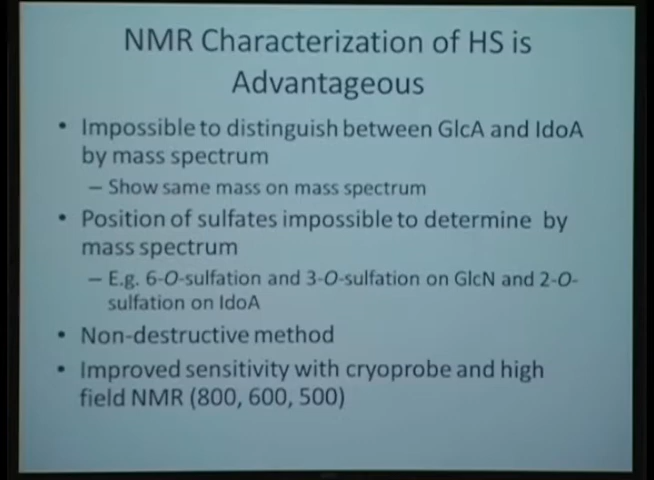 NMR Characterization of HS is
Advantageous
• Impossible to distinguish between GlcA and IdoA
by mass spectrum
– Show same mass on mass spectrum
• Position of sulfates impossible to determine by
mass spectrum
– E.g. 6-O-sulfation and 3-O-sulfation on GlcN and 2-O-
sulfation on IdoA
• Non-destructive method
• Improved sensitivity with cryoprobe and high
field NMR (800, 600, 500)